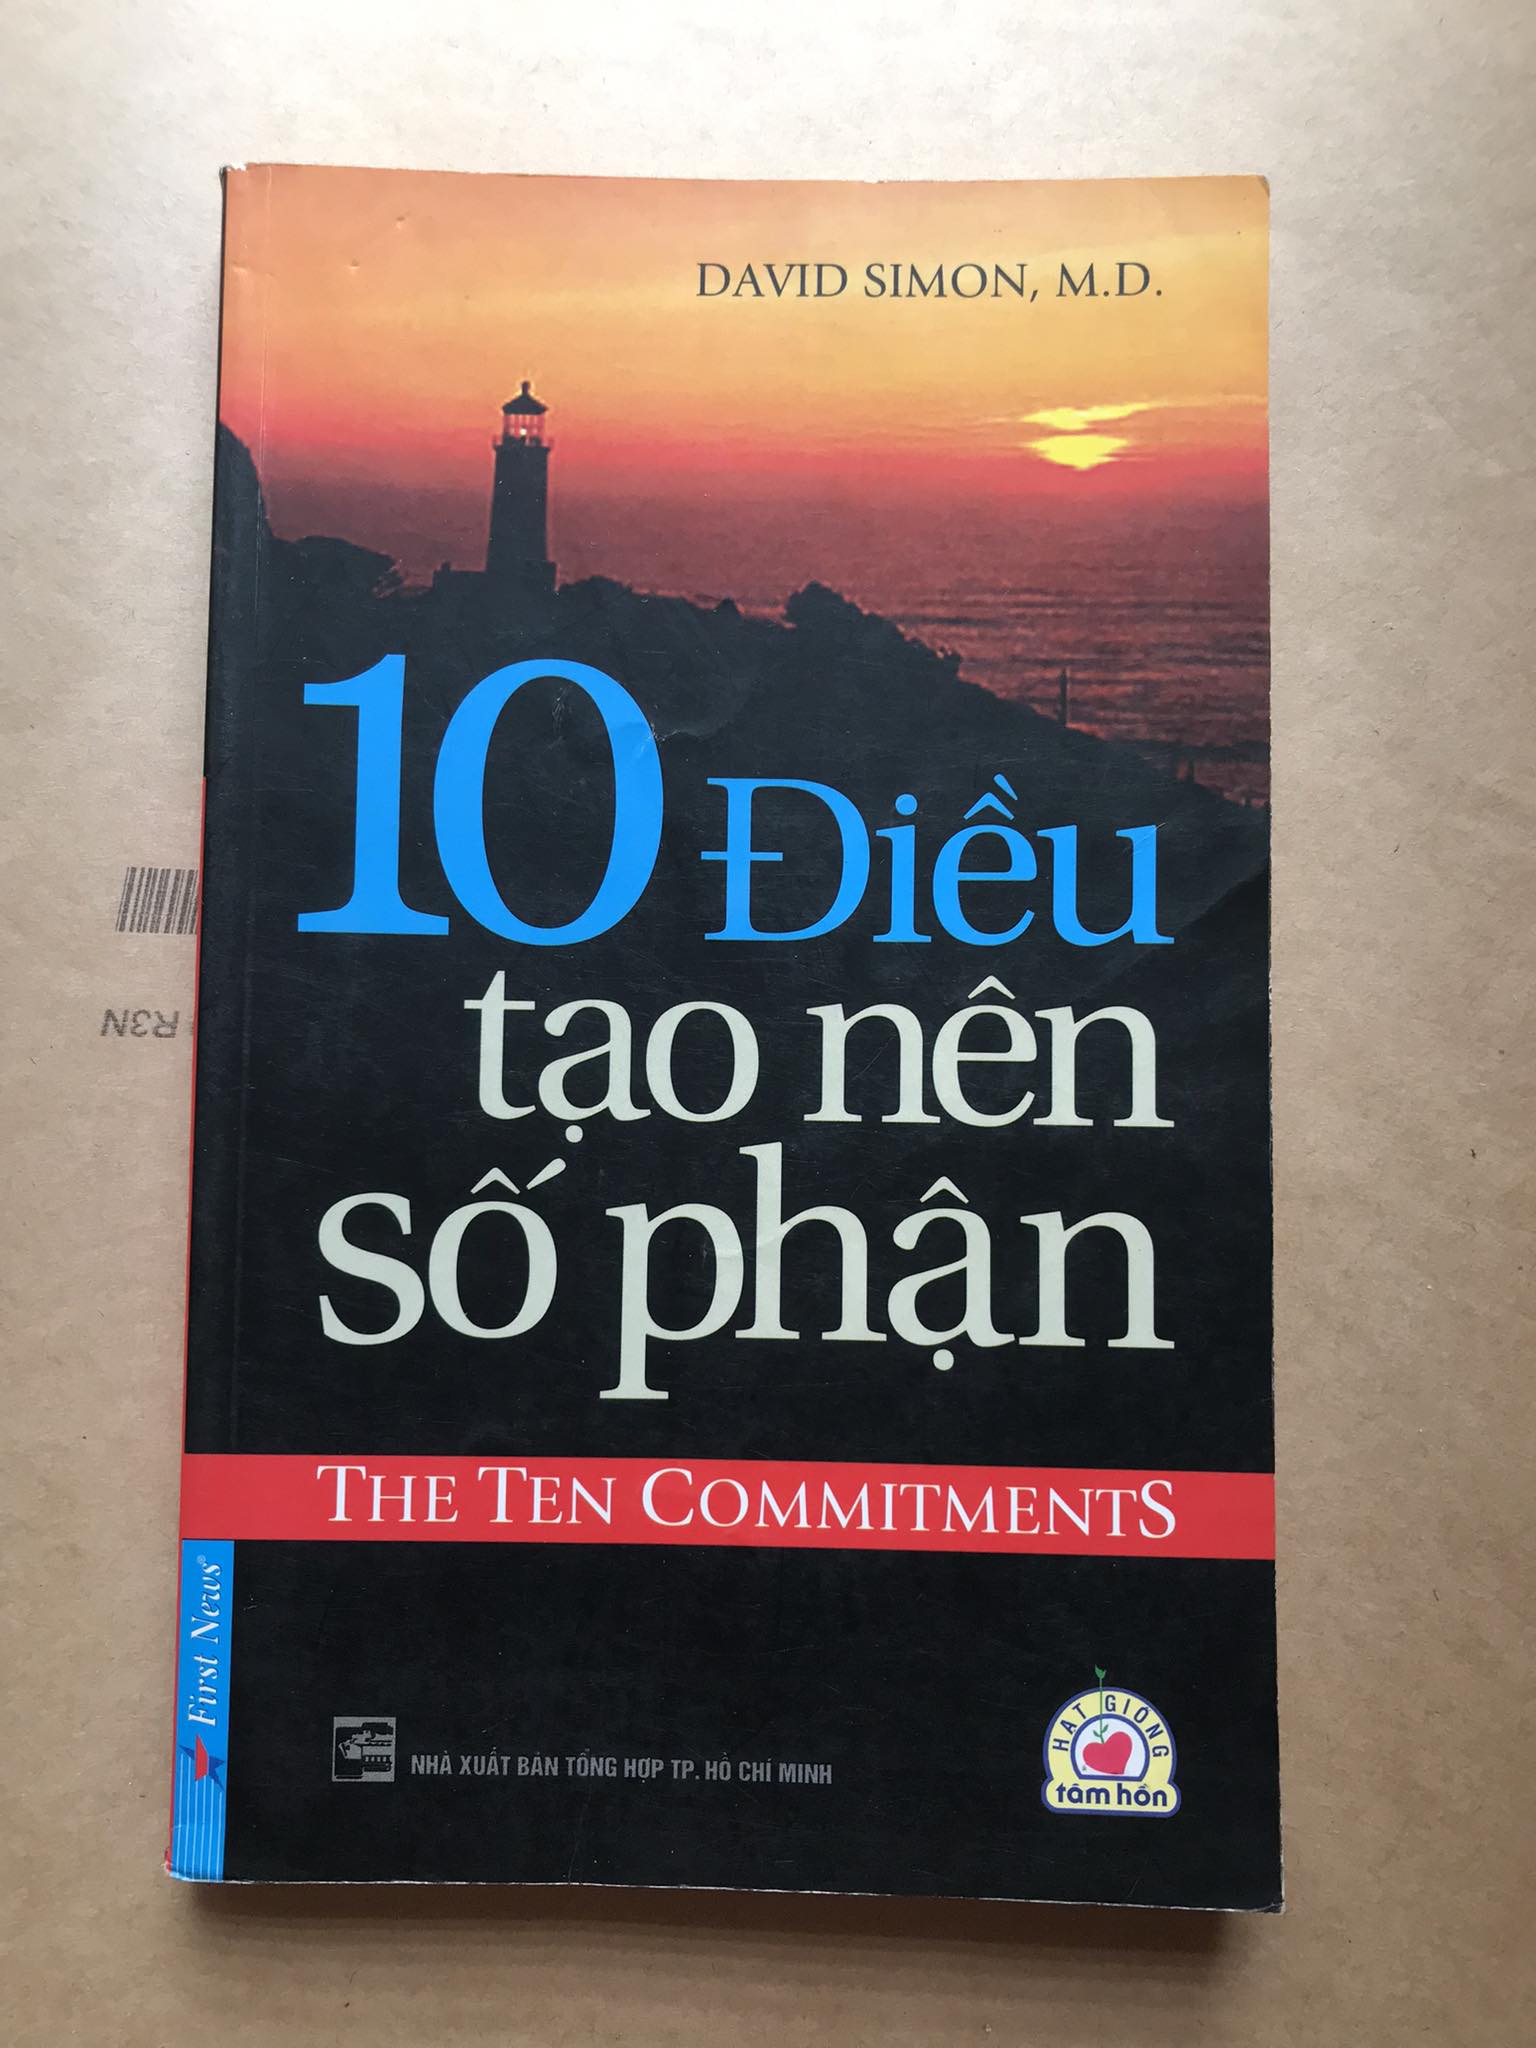 DAVID SIMON, M.D.
10 Điều
tạo nên
số phận
THE TEN COMMITMENTS
First News®
NHÀ XUẤT BẢN TỔNG HỢP TP. HỒ CHÍ MINH
HẠT GIỐNG
tâm hồn
R3N